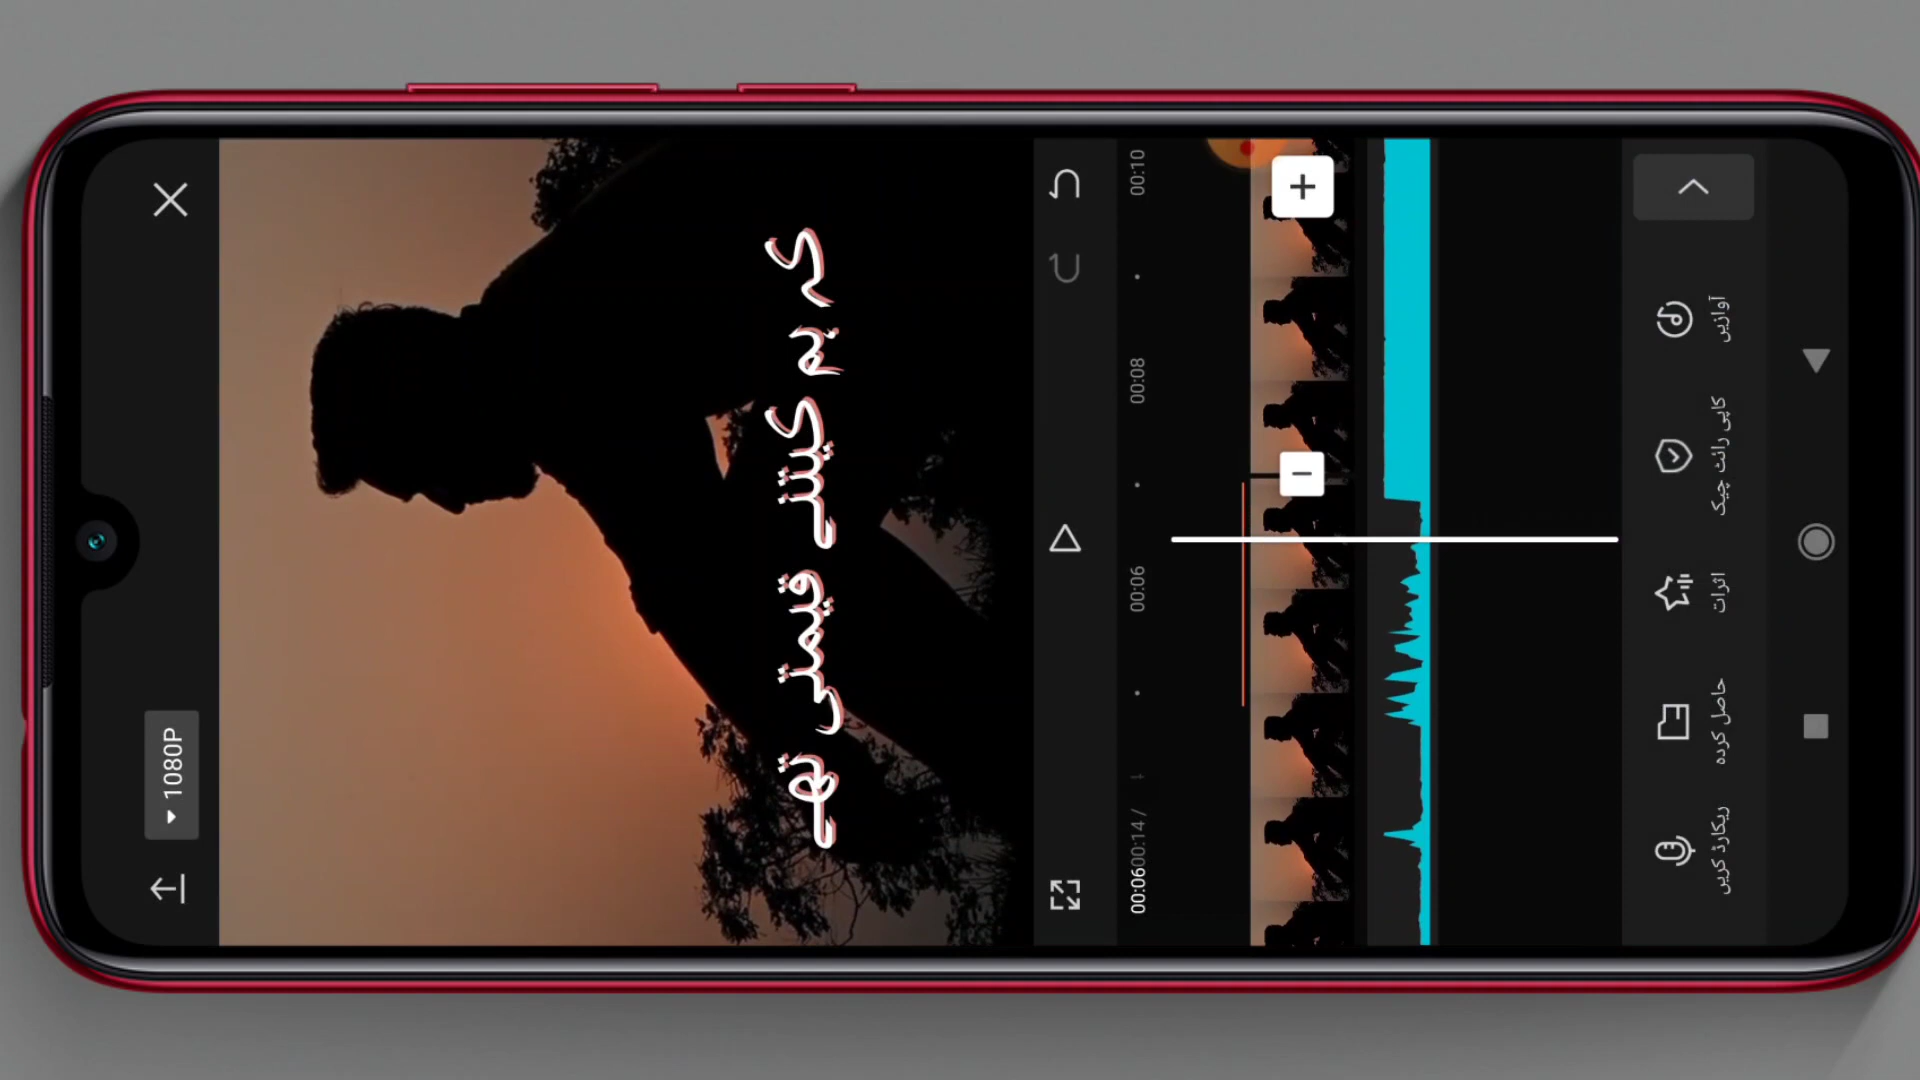 1080P
کہ ہم کیتنے قیمتی تھے
00:06
00:14 /
00:06
00:08
00:10
آوازیں
کاپی رائٹ چیک
اثرات
حاصل کردہ
ریکارڈ کریں